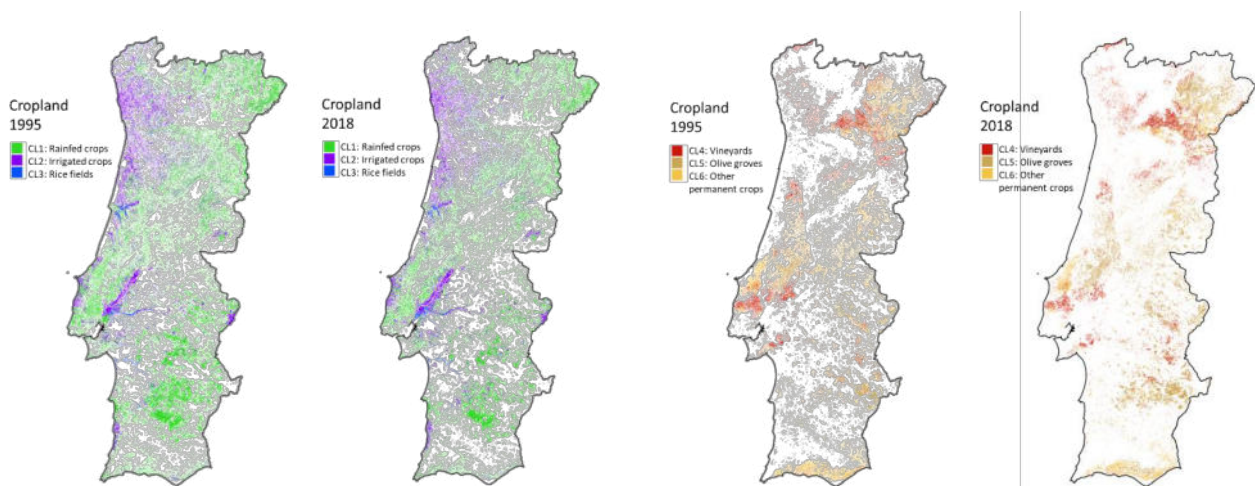 Cropland
1995
CL1: Rainfed crops
CL2: Irrigated crops
CL3: Rice fields
Cropland
2018
CL1: Rainfed crops
CL2: Irrigated crops
CL3: Rice fields
Cropland
1995
CL4: Vineyards
CL5: Olive groves
CL6: Other
permanent crops
Cropland
2018
CL4: Vineyards
CL5: Olive groves
CL6: Other
permanent crops